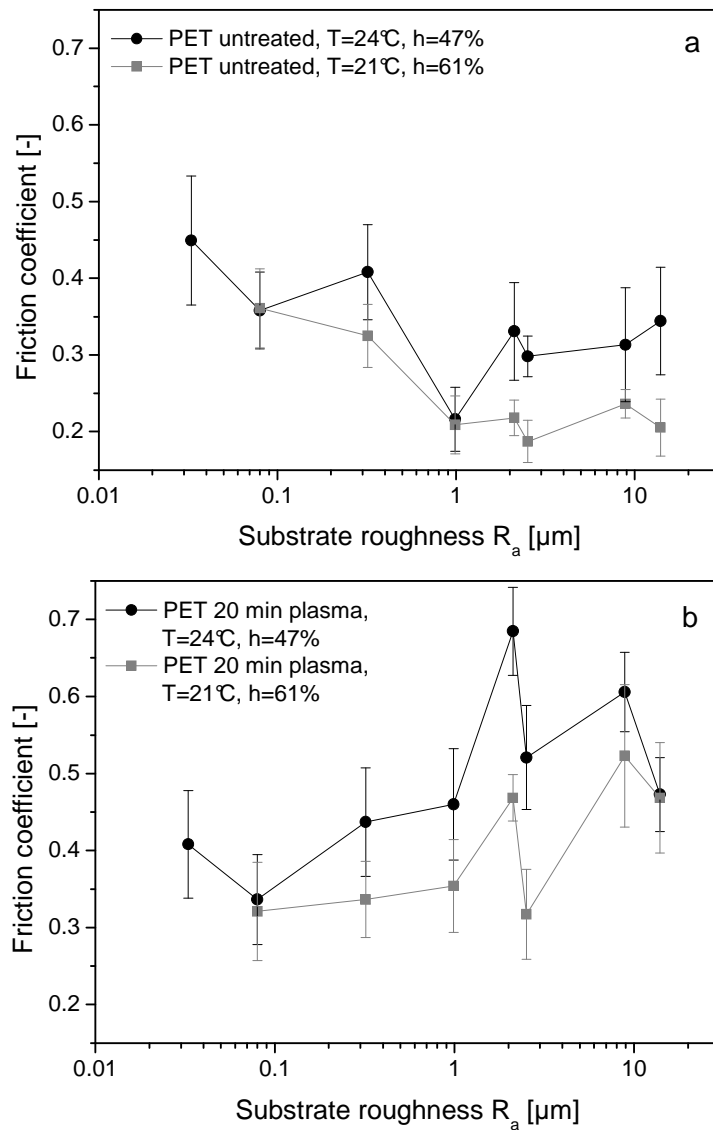 a
PET untreated, T=24°C, h=47%
PET untreated, T=21°C, h=61%
0.7
0.6
0.5
0.4
0.3
0.2
Friction coefficient [-]
0.01 0.1 1 10
Substrate roughness Ra [µm]
b
PET 20 min plasma,
T=24°C, h=47%
PET 20 min plasma,
T=21°C, h=61%
0.7
0.6
0.5
0.4
0.3
0.2
Friction coefficient [-]
0.01 0.1 1 10
Substrate roughness Ra [µm]